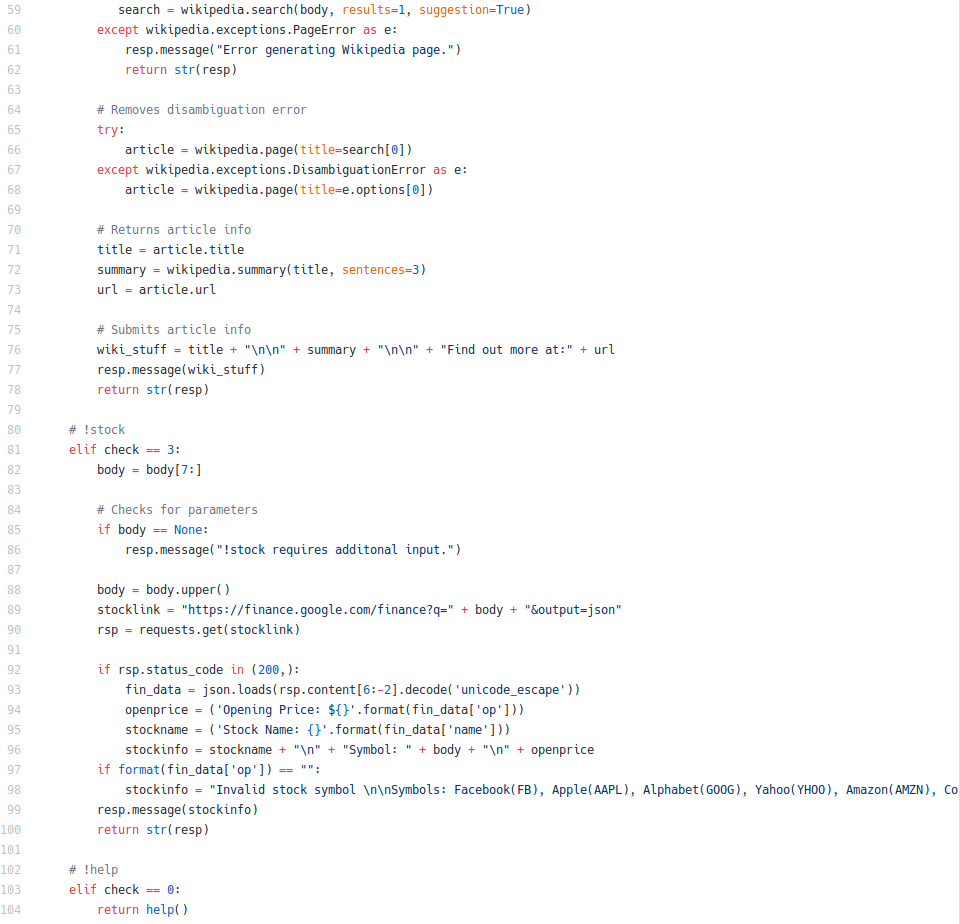 59 search = wikipedia.search(body, results=1, suggestion=True)
60 except wikipedia.exceptions.PageError as e:
61 resp.message("Error generating Wikipedia page.")
62 return str(resp)
63
64 # Removes disambiguation error
65 try:
66 article = wikipedia.page(title=search[0])
67 except wikipedia.exceptions.DisambiguationError as e:
68 article = wikipedia.page(title=e.options[0])
69
70 # Returns article info
71 title = article.title
72 summary = wikipedia.summary(title, sentences=3)
73 url = article.url
74
75 # Submits article info
76 wiki_stuff = title + "\n\n" + summary + "\n\n" + "Find out more at:" + url
77 resp.message(wiki_stuff)
78 return str(resp)
79
80 # !stock
81 elif check == 3:
82 body = body[7:]
83
84 # Checks for parameters
85 if body == None:
86 resp.message("!stock requires additonal input.")
87
88 body = body.upper()
89 stocklink = "https://finance.google.com/finance?q=" + body + "&output=json"
90 rsp = requests.get(stocklink)
91
92 if rsp.status_code in (200,):
93 fin_data = json.loads(rsp.content[6:-2].decode('unicode_escape'))
94 openprice = ('Opening Price: ${}'.format(fin_data['op']))
95 stockname = ('Stock Name: {}'.format(fin_data['name']))
96 stockinfo = stockname + "\n" + "Symbol: " + body + "\n" + openprice
97 if format(fin_data['op']) == "":
98 stockinfo = "Invalid stock symbol \n\nSymbols: Facebook(FB), Apple(AAPL), Alphabet(GOOG), Yahoo(YHOO), Amazon(AMZN), Co
99 resp.message(stockinfo)
100 return str(resp)
101
102 # !help
103 elif check == 0:
104 return help()